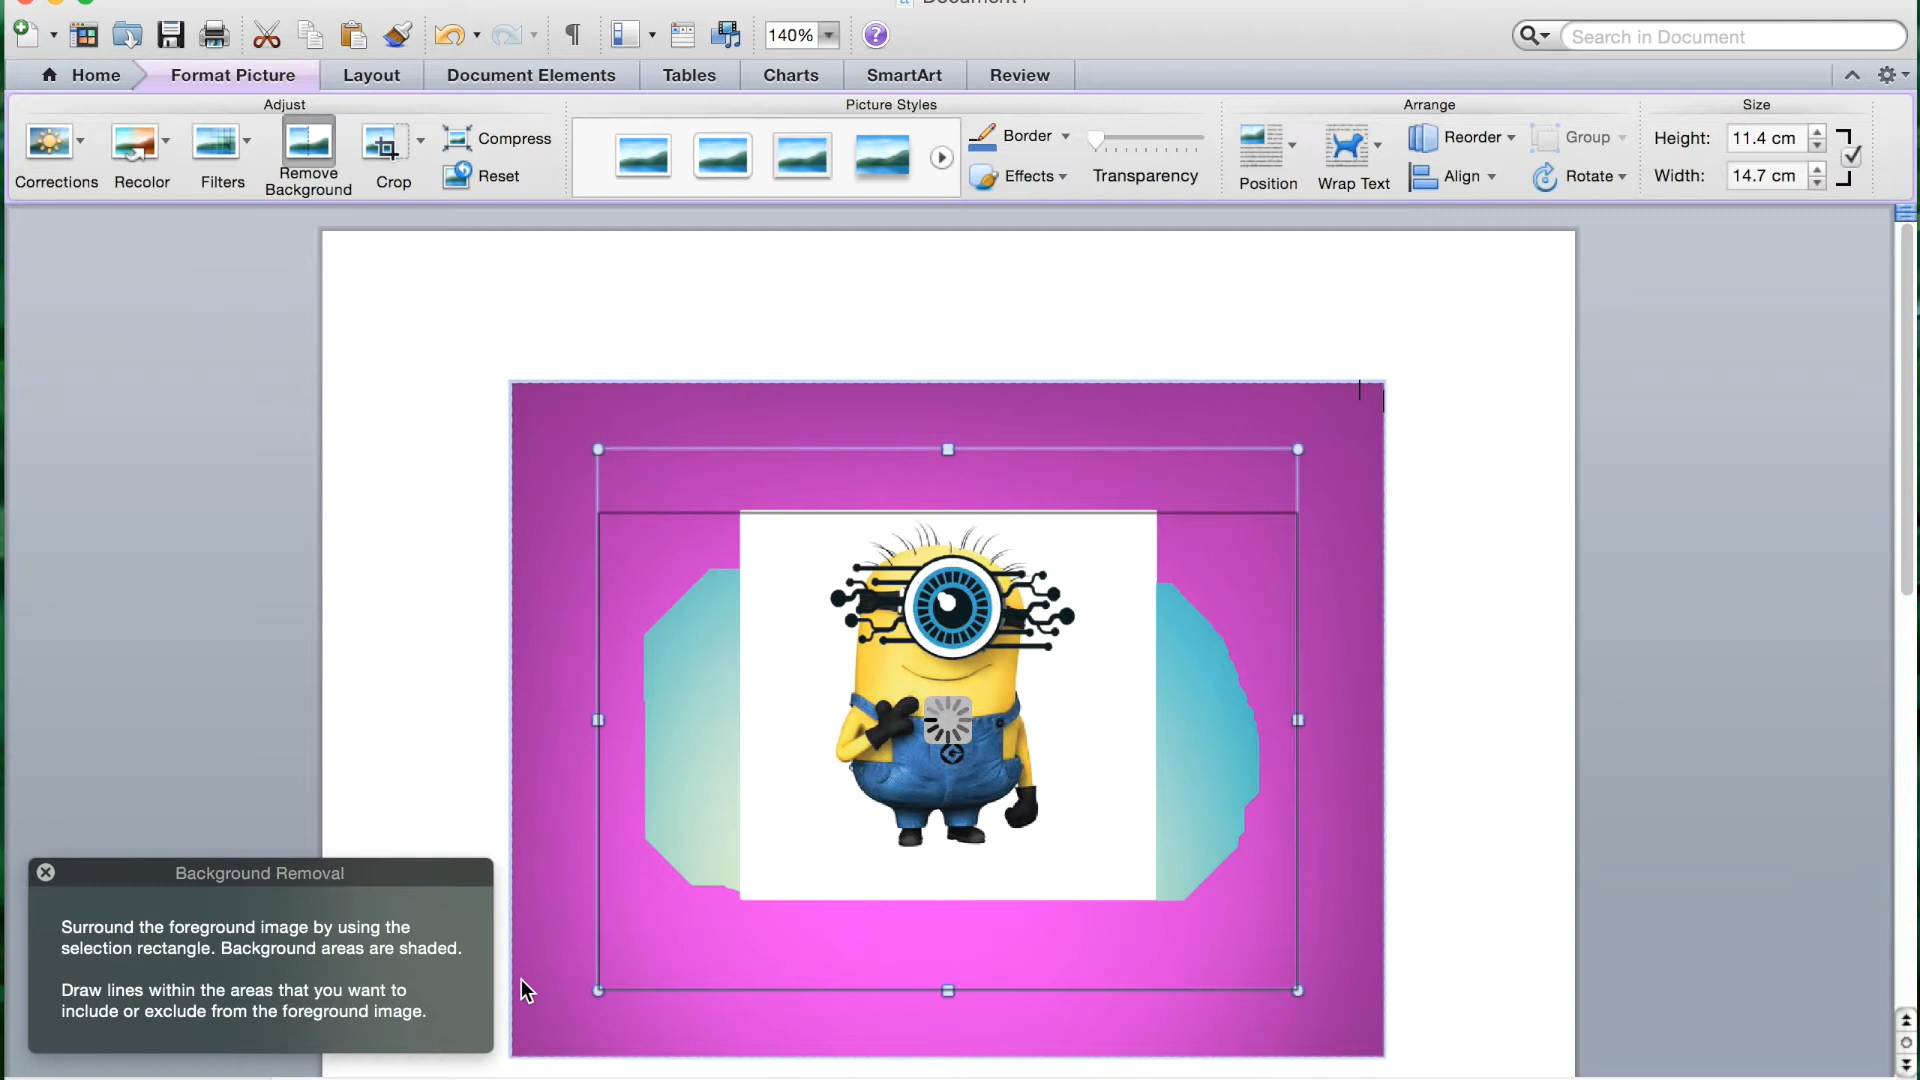 140%
Search in Document
Home
Format Picture
Layout
Document Elements
Tables
Charts
SmartArt
Review
Adjust
Picture Styles
Arrange
Size
Corrections
Recolor
Filters
Remove
Background
Crop
Compress
Reset
Border
Effects
Transparency
Position
Wrap Text
Reorder
Align
Group
Rotate
Height: 11.4 cm
Width: 14.7 cm
Background Removal
Surround the foreground image by using the
selection rectangle. Background areas are shaded.
Draw lines within the areas that you want to
include or exclude from the foreground image.